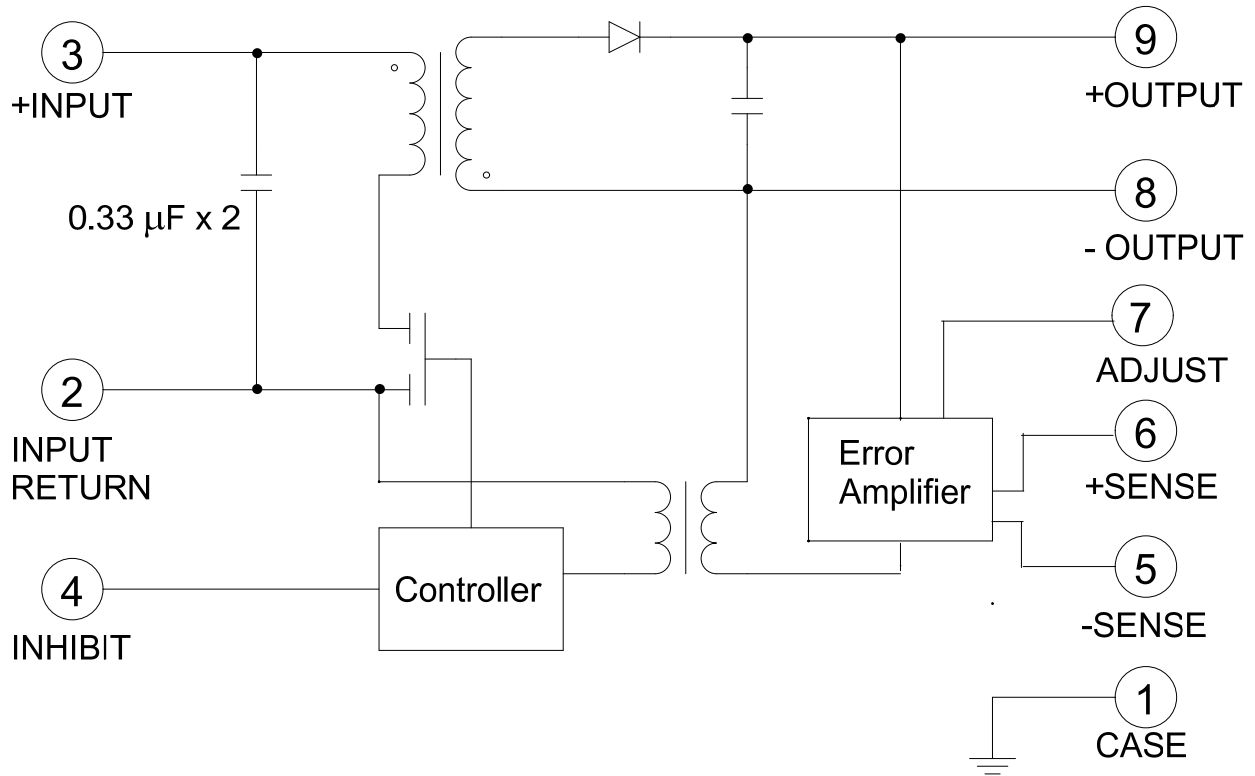 3
+INPUT
0.33 μF x 2
2
INPUT
RETURN
4
INHIBIT
Controller
Error
Amplifier
9
+OUTPUT
8
- OUTPUT
7
ADJUST
6
+SENSE
5
-SENSE
1
CASE